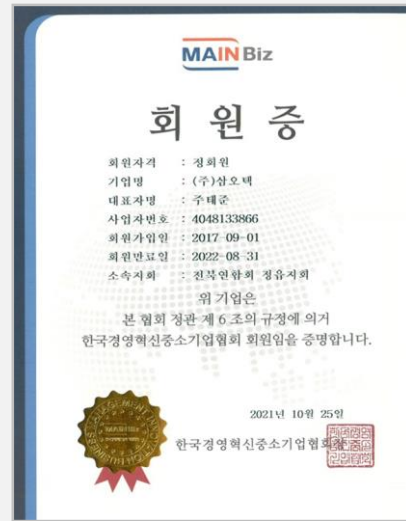 MAINBiz
회원증
회원자격 : 정회원
기업명 : (주)삼오텍
대표자명 : 주태준
사업자번호 : 4048133866
회원가입일 : 2017-09-01
회원만료일 : 2022-08-31
소속지회 : 전북연합회 정읍지회
위 기업은
본 협회 정관 제 6 조의 규정에 의거
한국경영혁신중소기업협회 회원임을 증명합니다.
2021년 10월 25일
한국경영혁신중소기업협회장